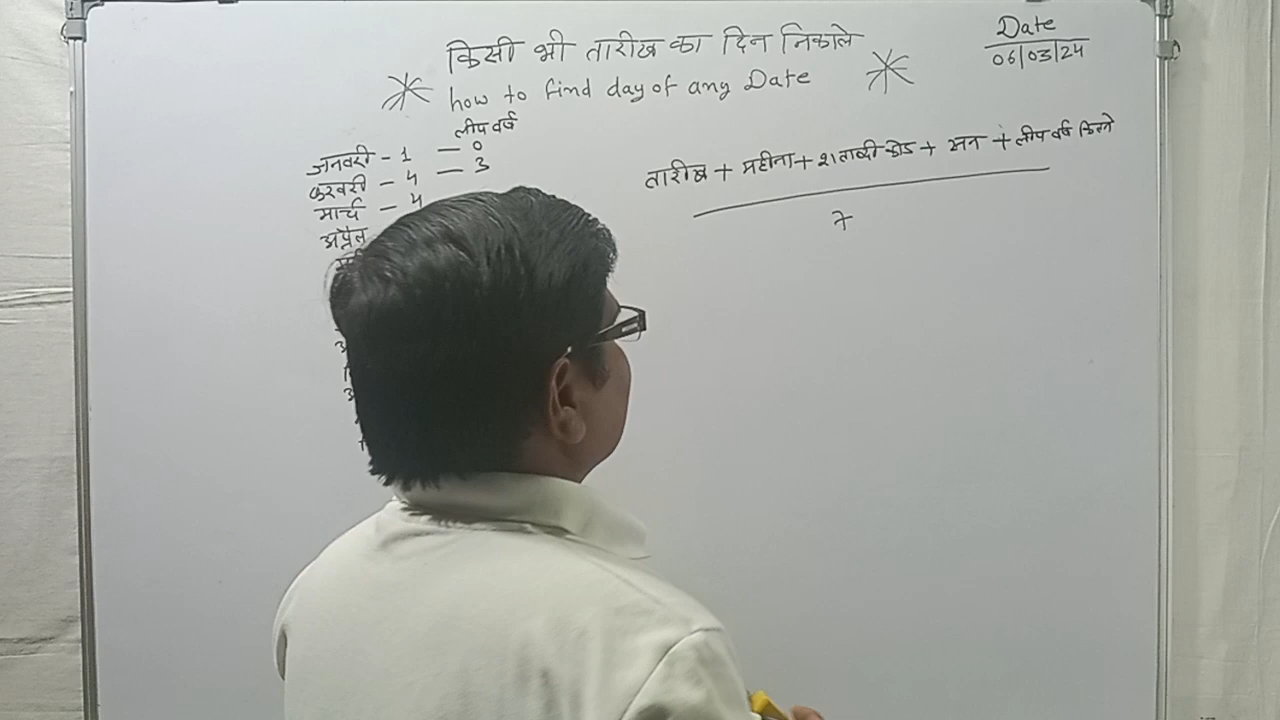 किसी भी तारीख का दिन निकाले
how to find day of any Date
Date
06/03/24
लीप वर्ष
जनवरी - 1 — 0
फरवरी - 4 — 3
मार्च - 4
अप्रैल
तारीख + महीना + शताब्दी कोड + सन + लीप वर्ष कितने
7